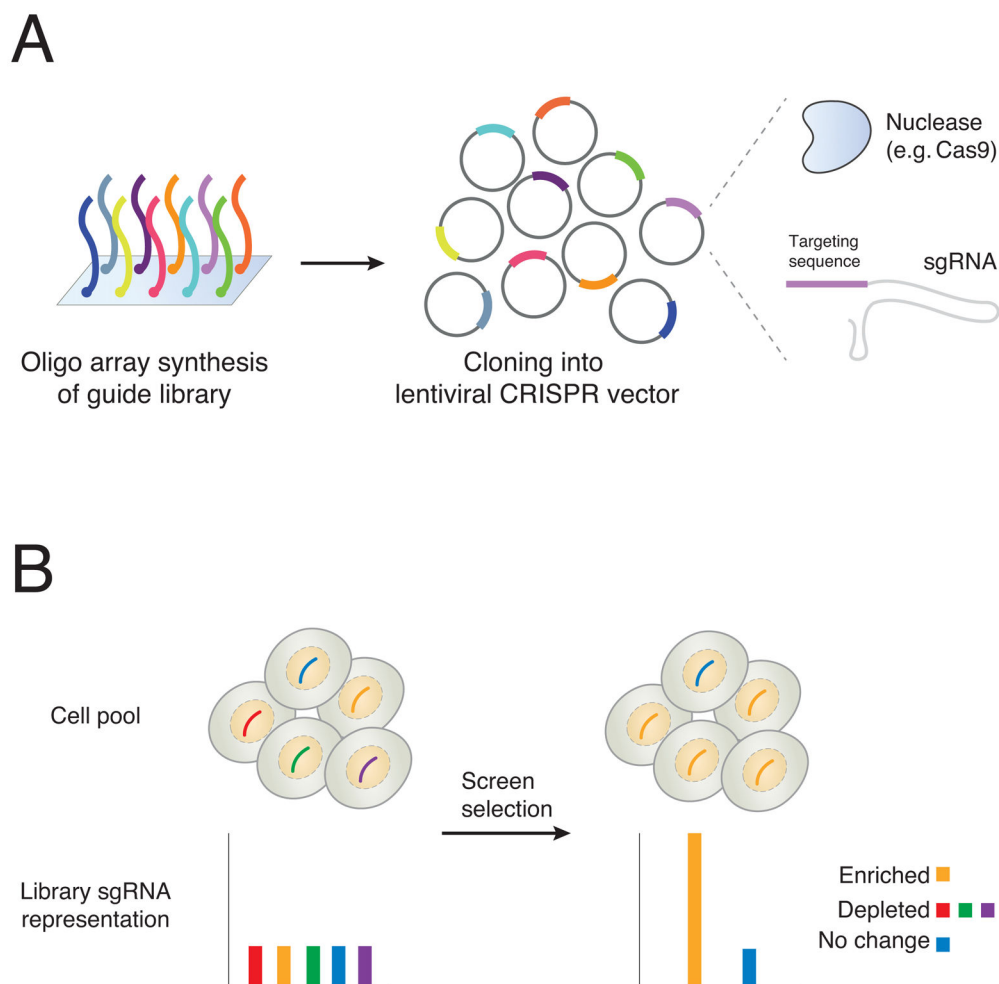 A
Nuclease
(e.g. Cas9)
Targeting
sequence
sgRNA
Oligo array synthesis
of guide library
Cloning into
lentiviral CRISPR vector
B
Cell pool
Screen
selection
Library sgRNA
representation
Enriched
Depleted
No change